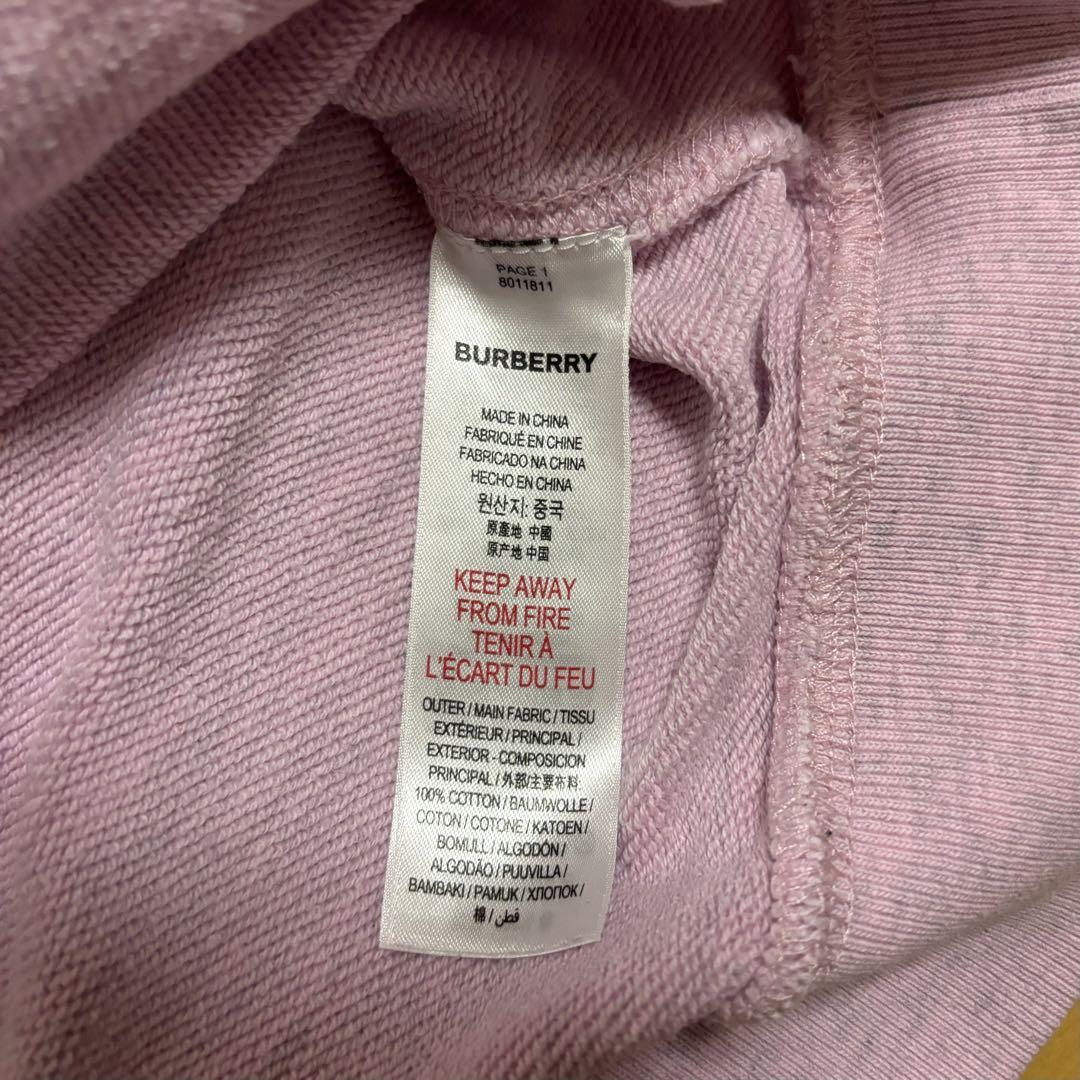 PAGE 1
8011811
BURBERRY
MADE IN CHINA
FABRIQUÉ EN CHINE
FABRICADO NA CHINA
HECHO EN CHINA
원산지: 중국
原產地 中國
原产地 中国
KEEP AWAY
FROM FIRE
TENIR À
L'ÉCART DU FEU
OUTER / MAIN FABRIC / TISSU
EXTÉRIEUR / PRINCIPAL /
EXTERIOR - COMPOSICION
PRINCIPAL / 外部/主要布料
100% COTTON / BAUMWOLLE /
COTON / COTONE / KATOEN /
BOMULL / ALGODÓN /
ALGODÃO / PUUVILLA /
BAMBAKI / PAMUK / ХЛОПОК /
棉 / قطن